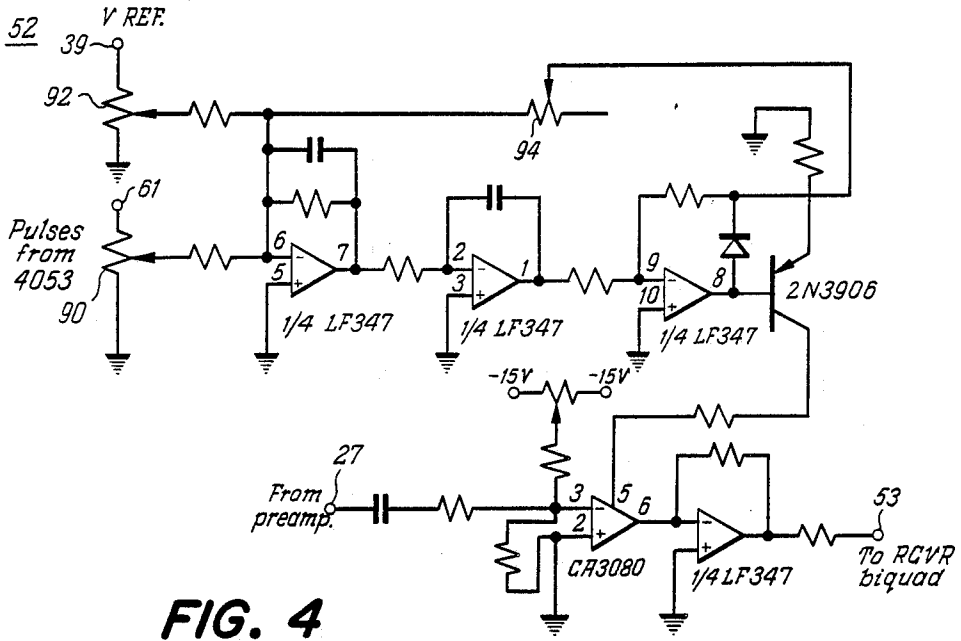 52
V REF.
39
92
94
61
Pulses
from
4053
90
6
5
7
2
3
1
9
10
8
2N3906
1/4 LF347
1/4 LF347
1/4 LF347
-15V
-15V
27
From
preamp.
3
2
5
6
53
CA3080
1/4 LF347
To RCVR
biquad
FIG. 4